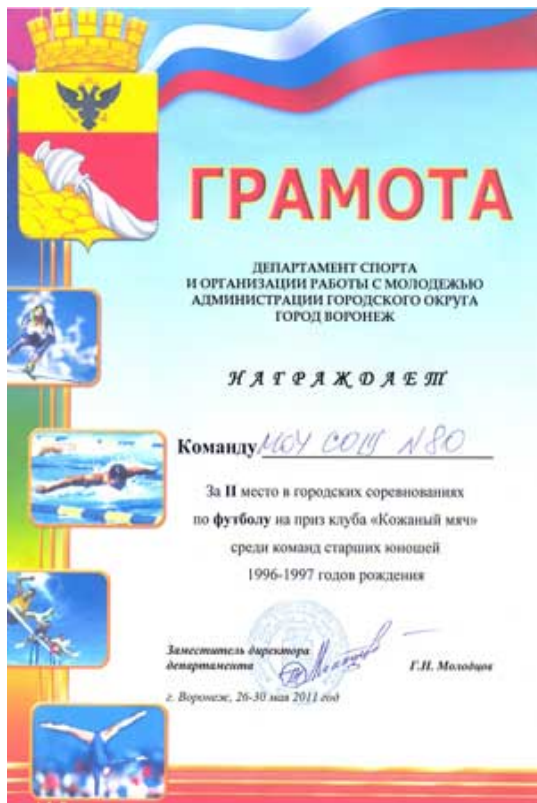 ГРАМОТА
ДЕПАРТАМЕНТ СПОРТА
И ОРГАНИЗАЦИИ РАБОТЫ С МОЛОДЕЖЬЮ
АДМИНИСТРАЦИИ ГОРОДСКОГО ОКРУГА
ГОРОД ВОРОНЕЖ
НАГРАЖДАЕТ
Команду МОУ СОШ №80
За II место в городских соревнованиях
по футболу на приз клуба «Кожаный мяч»
среди команд старших юношей
1996-1997 годов рождения
Заместитель директора
департамента Г.Н. Молодцов
г. Воронеж, 26-30 мая 2011 год